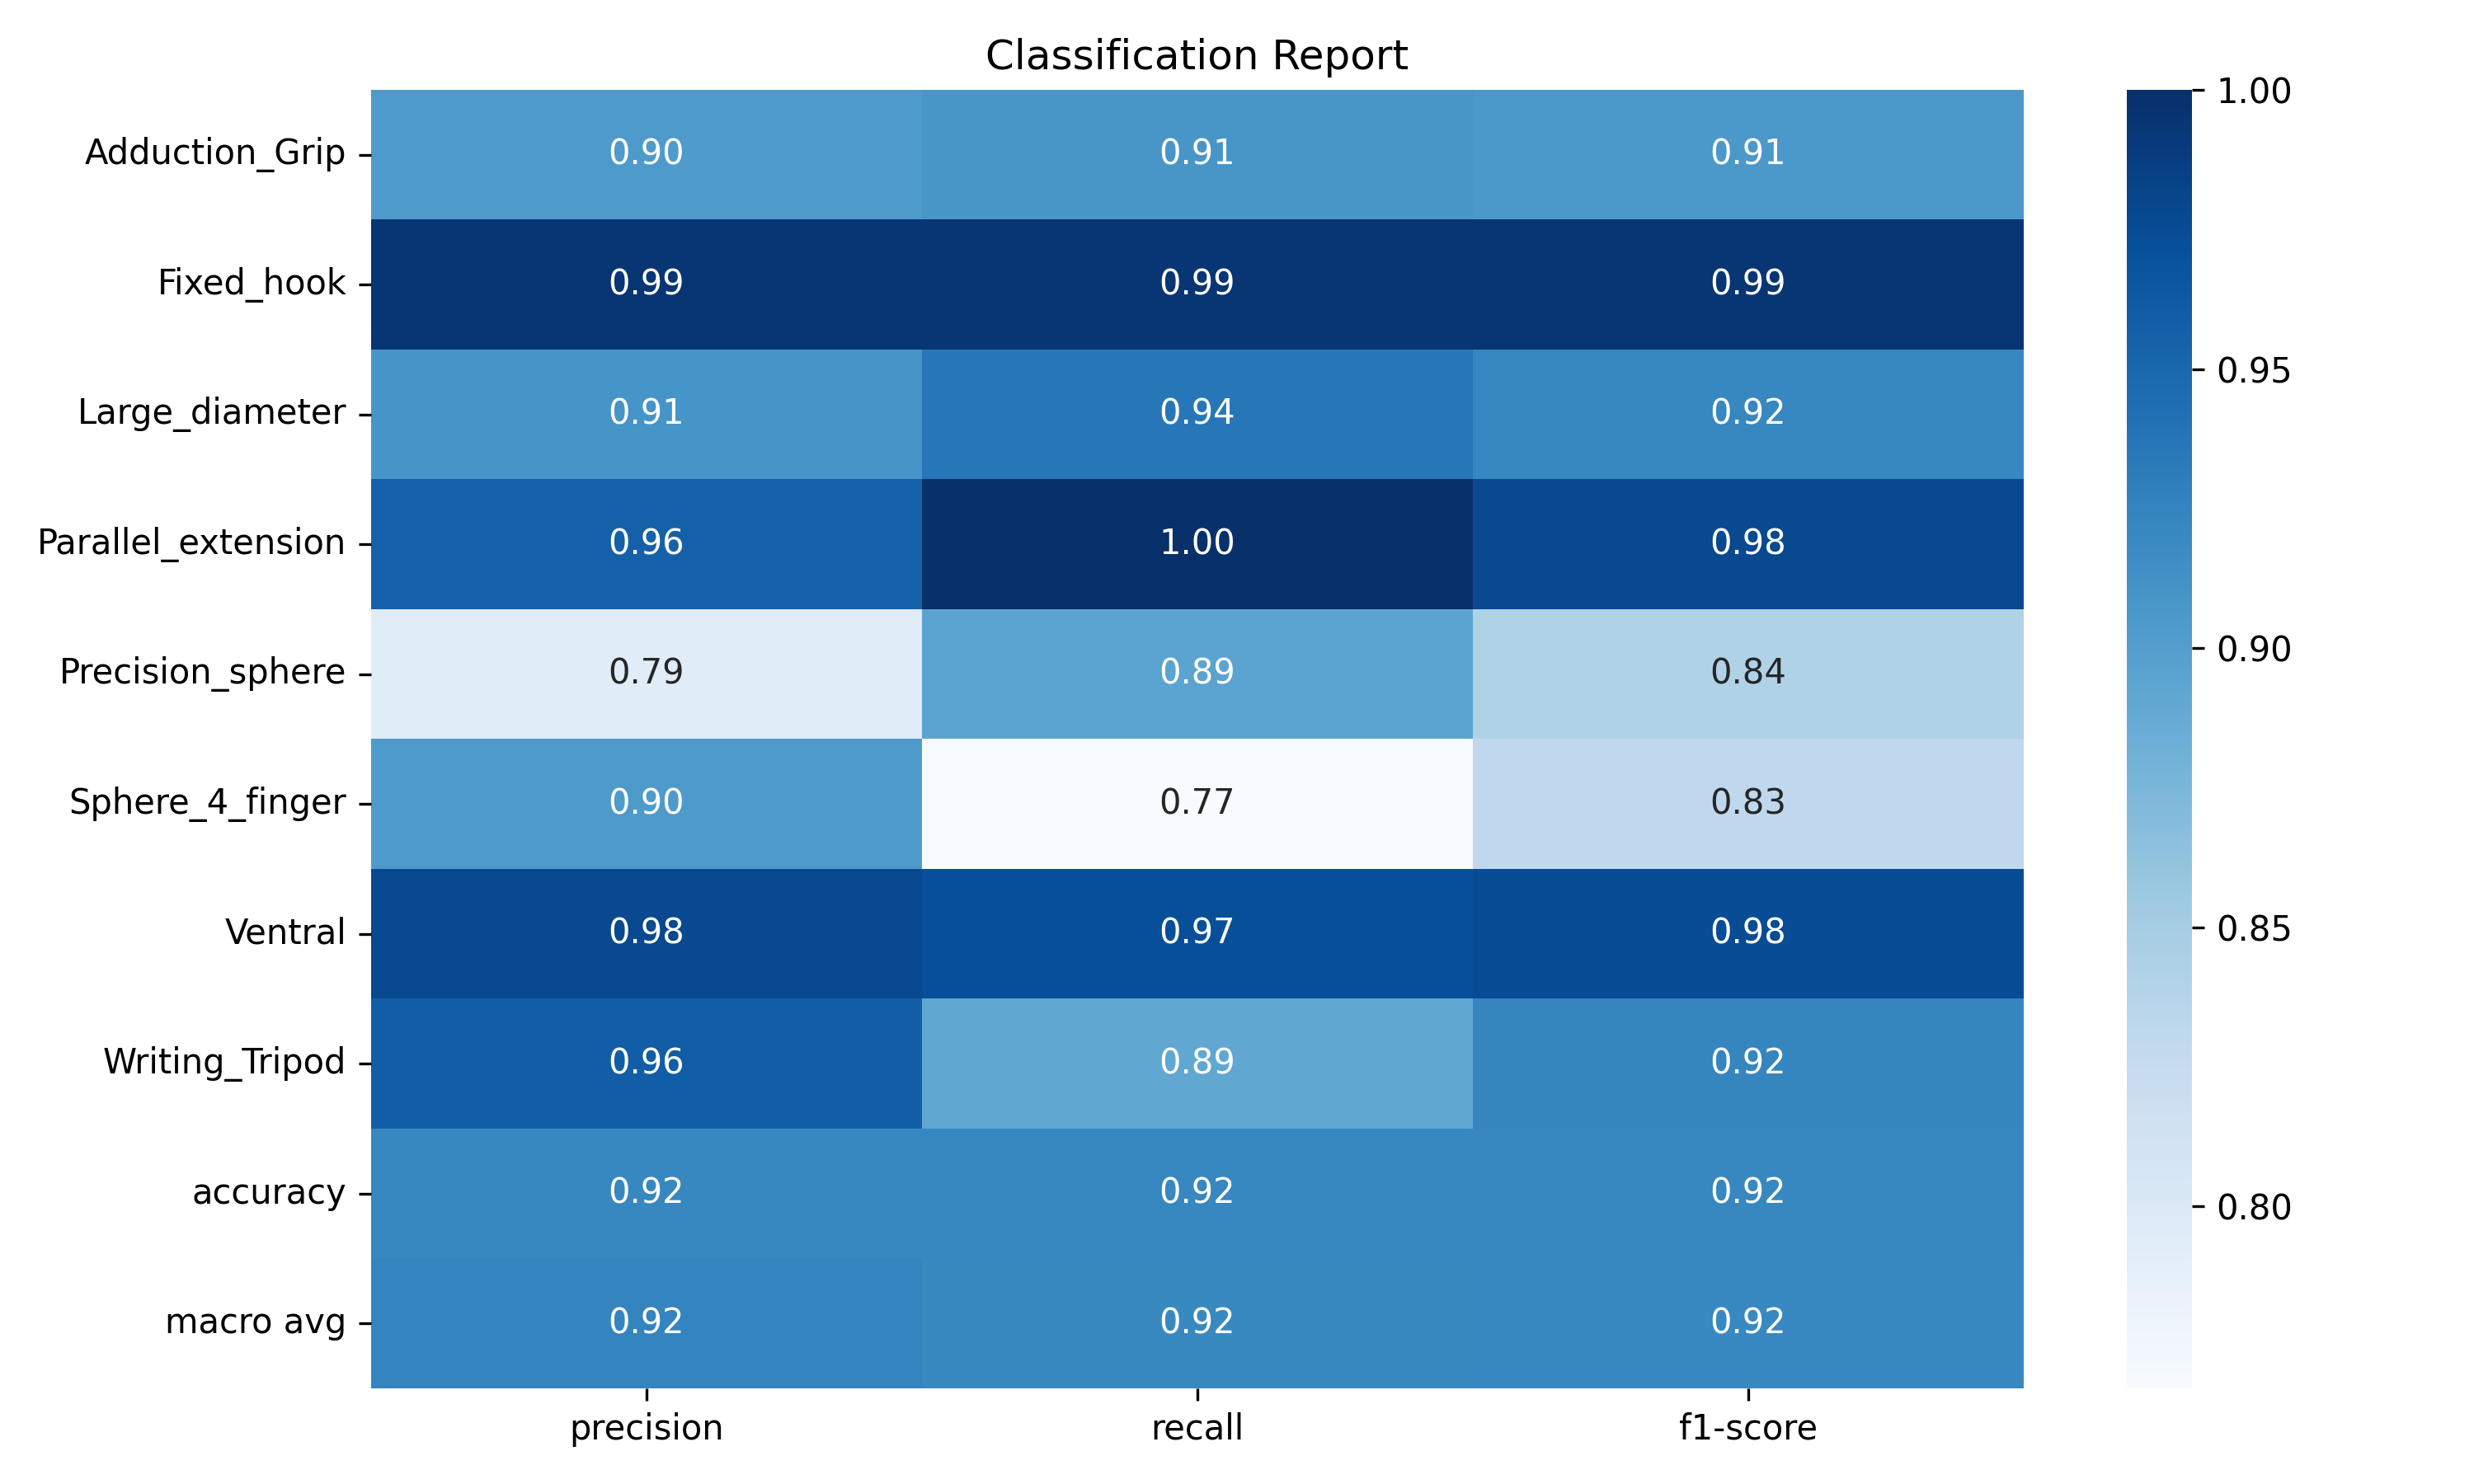 Classification Report
Adduction_Grip 0.90 0.91 0.91
Fixed_hook 0.99 0.99 0.99
Large_diameter 0.91 0.94 0.92
Parallel_extension 0.96 1.00 0.98
Precision_sphere 0.79 0.89 0.84
Sphere_4_finger 0.90 0.77 0.83
Ventral 0.98 0.97 0.98
Writing_Tripod 0.96 0.89 0.92
accuracy 0.92 0.92 0.92
macro avg 0.92 0.92 0.92
precision recall f1-score
1.00
0.95
0.90
0.85
0.80